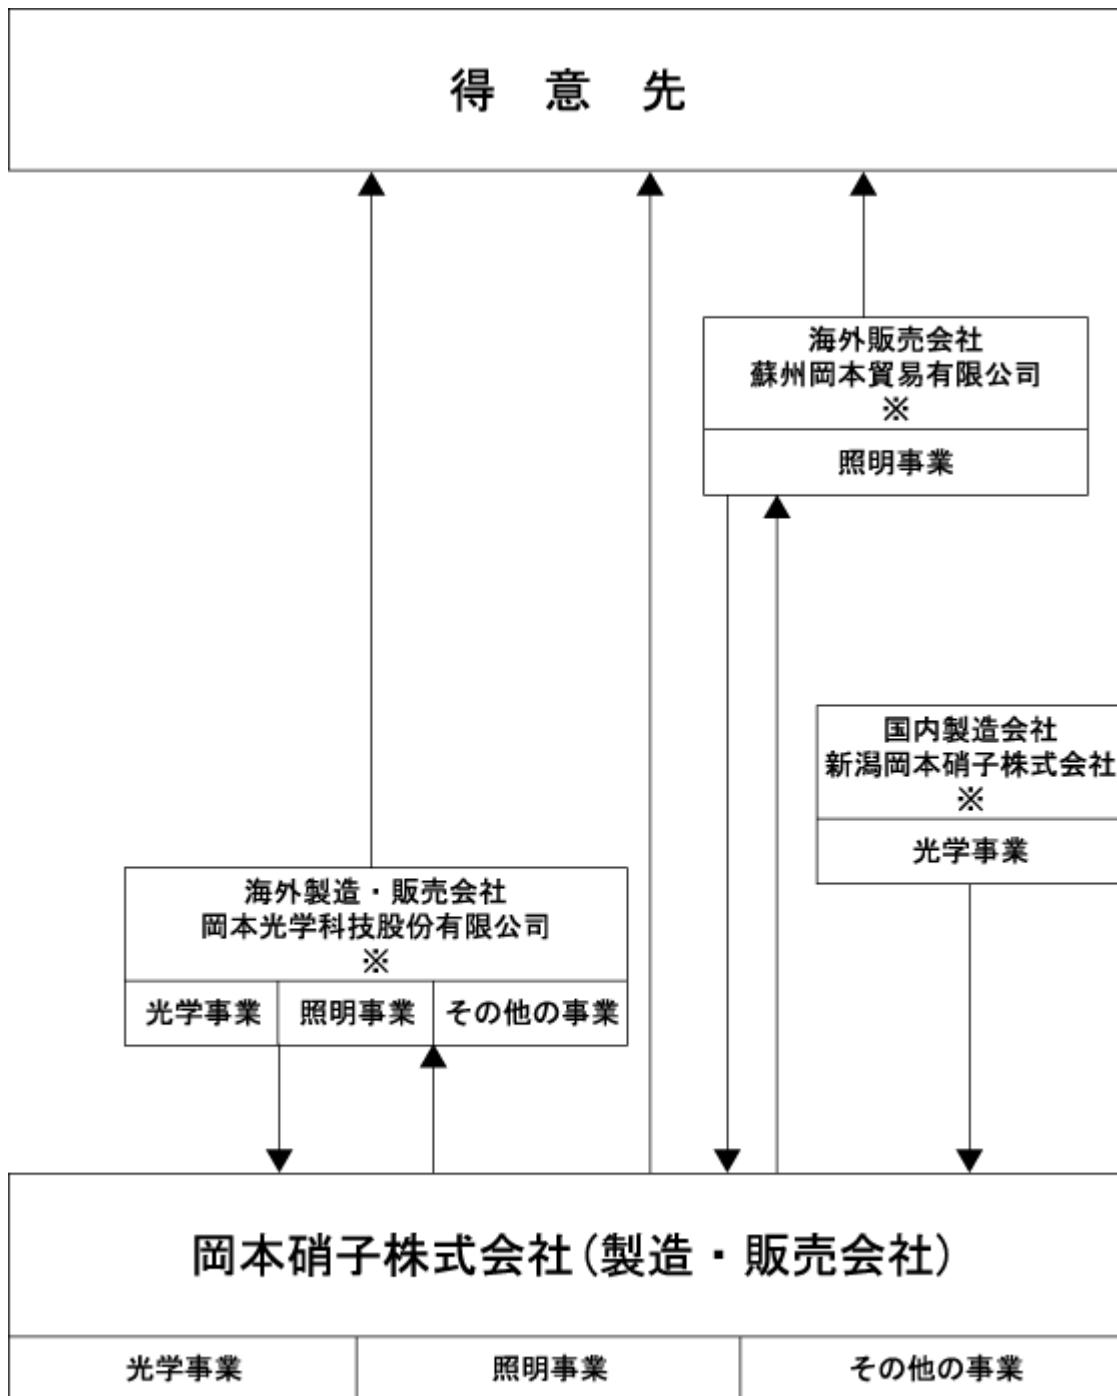 得 意 先
海外販売会社
蘇州岡本貿易有限公司
※
照明事業
国内製造会社
新潟岡本硝子株式会社
※
光学事業
海外製造・販売会社
岡本光学科技股份有限公司
※
光学事業 照明事業 その他の事業
岡本硝子株式会社(製造・販売会社)
光学事業 照明事業 その他の事業